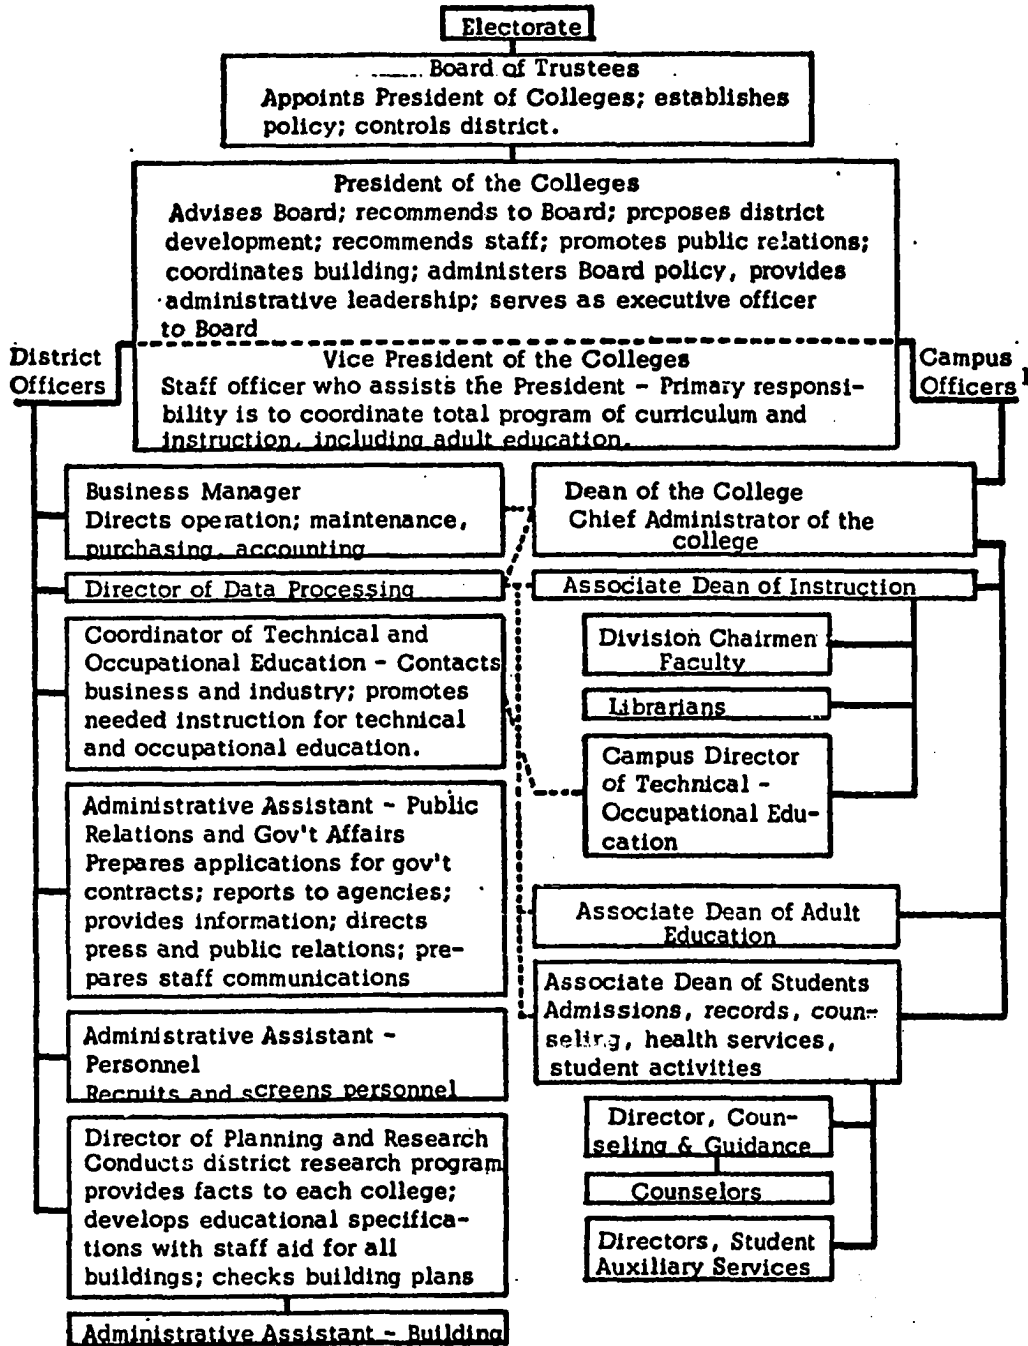 Electorate
Board of Trustees
Appoints President of Colleges; establishes
policy; controls district.
President of the Colleges
Advises Board; recommends to Board; proposes district
development; recommends staff; promotes public relations;
coordinates building; administers Board policy, provides
administrative leadership; serves as executive officer
to Board
District
Officers
Vice President of the Colleges
Staff officer who assists the President - Primary responsi-
bility is to coordinate total program of curriculum and
instruction, including adult education.
Campus
Officers 1
Business Manager
Directs operation; maintenance,
purchasing, accounting
Director of Data Processing
Coordinator of Technical and
Occupational Education - Contacts
business and industry; promotes
needed instruction for technical
and occupational education.
Administrative Assistant - Public
Relations and Gov't Affairs
Prepares applications for gov't
contracts; reports to agencies;
provides information; directs
press and public relations; pre-
pares staff communications
Administrative Assistant -
Personnel
Recruits and screens personnel
Director of Planning and Research
Conducts district research program
provides facts to each college;
develops educational specifica-
tions with staff aid for all
buildings; checks building plans
Administrative Assistant - Building
Dean of the College
Chief Administrator of the
college
Associate Dean of Instruction
Division Chairmen
Faculty
Librarians
Campus Director
of Technical -
Occupational Edu-
cation
Associate Dean of Adult
Education
Associate Dean of Students
Admissions, records, coun-
seling, health services,
student activities
Director, Coun-
seling & Guidance
Counselors
Directors, Student
Auxiliary Services